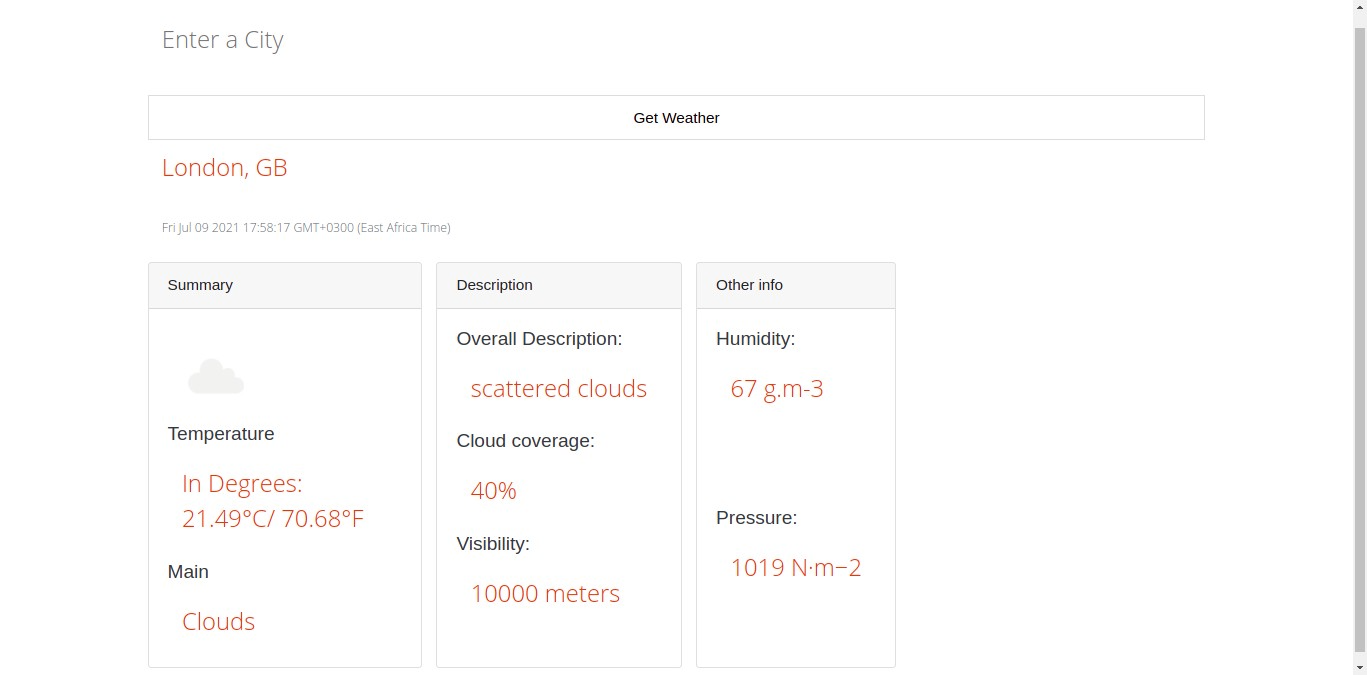 Enter a City
Get Weather
London, GB
Fri Jul 09 2021 17:58:17 GMT+0300 (East Africa Time)
Summary
Temperature
In Degrees:
21.49°C/ 70.68°F
Main
Clouds
Description
Overall Description:
scattered clouds
Cloud coverage:
40%
Visibility:
10000 meters
Other info
Humidity:
67 g.m-3
Pressure:
1019 N·m−2